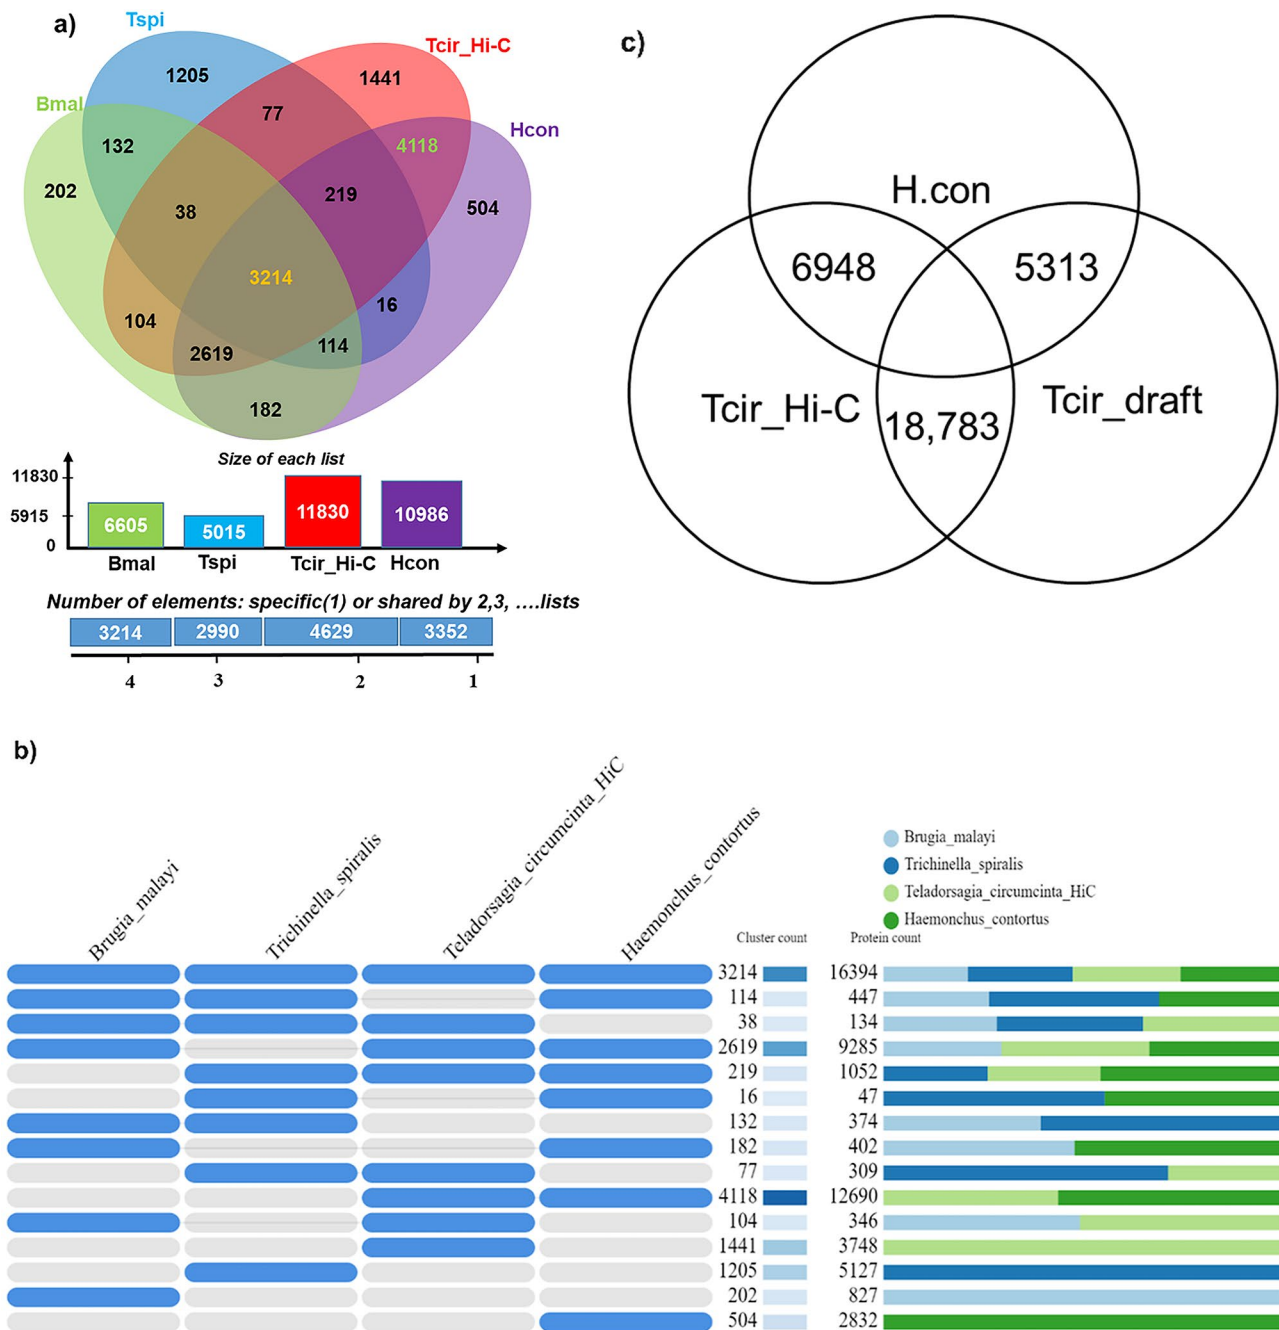 a)
Tspi
Tcir_Hi-C
Bmal
Hcon
1205
1441
77
132
4118
202
38
219
504
3214
104
16
2619
114
182
Size of each list
11830
5915
0
6605
5015
11830
10986
Bmal
Tspi
Tcir_Hi-C
Hcon
Number of elements: specific(1) or shared by 2,3, ....lists
3214 2990 4629 3352
4 3 2 1
c)
H.con
6948
5313
Tcir_Hi-C
Tcir_draft
18,783
b)
Brugia_malayi
Trichinella_spiralis
Teladorsagia_circumcinta_HiC
Haemonchus_contortus
Brugia_malayi
Trichinella_spiralis
Teladorsagia_circumcinta_HiC
Haemonchus_contortus
Cluster count Protein count
3214 16394
114 447
38 134
2619 9285
219 1052
16 47
132 374
182 402
77 309
4118 12690
104 346
1441 3748
1205 5127
202 827
504 2832